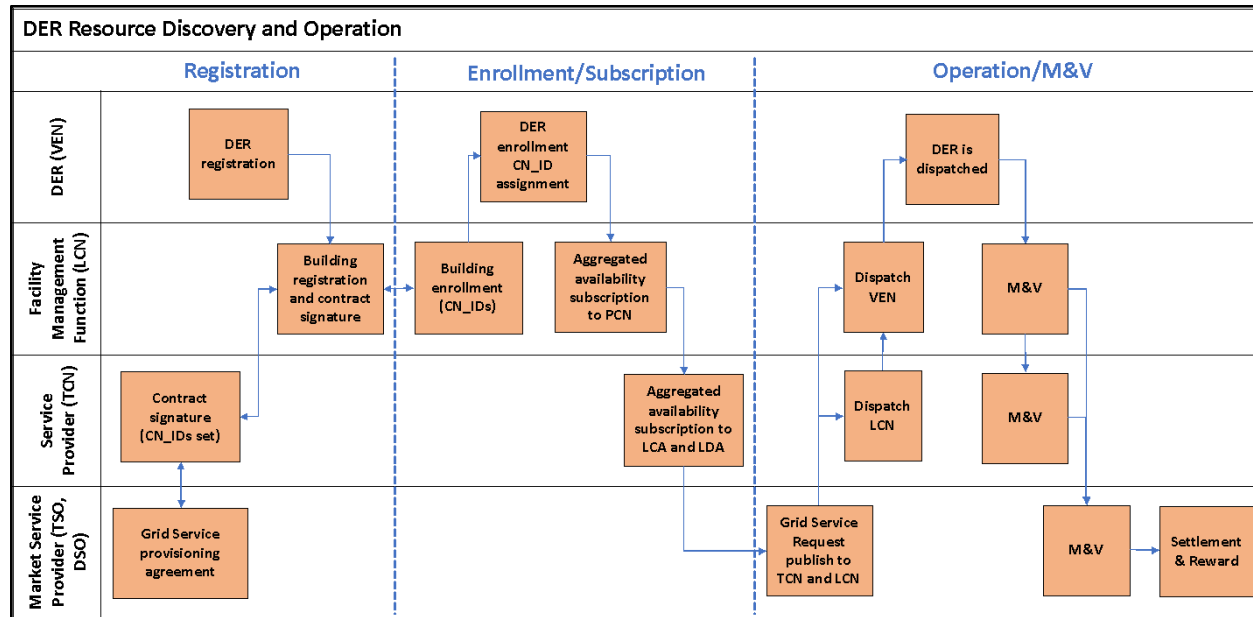 DER Resource Discovery and Operation
Registration
Enrollment/Subscription
Operation/M&V
DER (VEN)
DER
registration
DER
enrollment
CN_ID
assignment
DER is
dispatched
Facility
Management
Function (LCN)
Building
registration
and contract
signature
Building
enrollment
(CN_IDs)
Aggregated
availability
subscription
to PCN
Dispatch
VEN
M&V
Service
Provider (TCN)
Contract
signature
(CN_IDs set)
Aggregated
availability
subscription to
LCA and LDA
Dispatch
LCN
M&V
Market Service
Provider (TSO,
DSO)
Grid Service
provisioning
agreement
Grid Service
Request
publish to
TCN and LCN
M&V
Settlement
& Reward